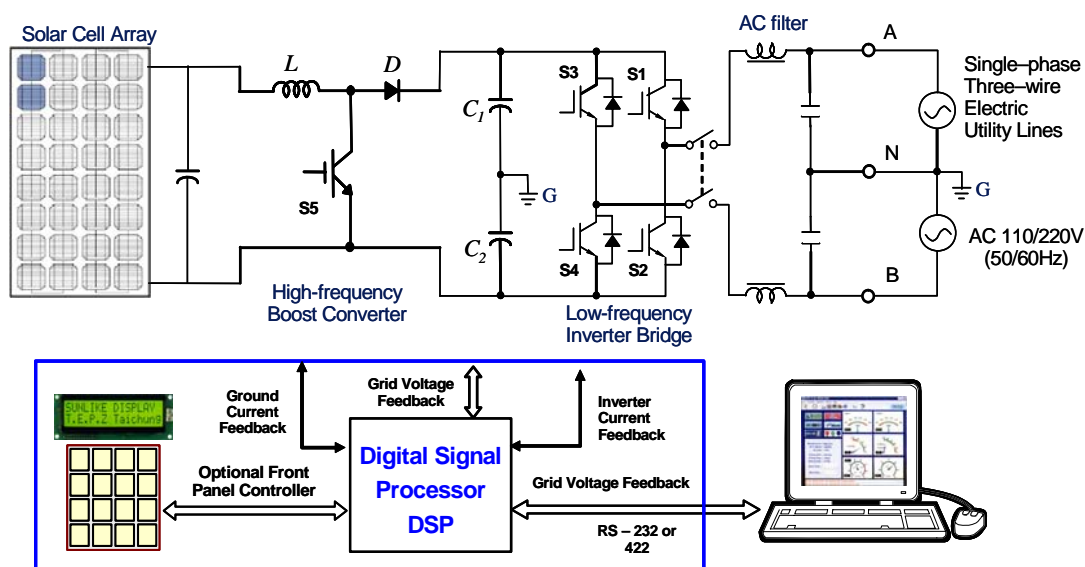 Solar Cell Array
L
D
S5
High-frequency
Boost Converter
C1
C2
G
S3
S1
S4
S2
Low-frequency
Inverter Bridge
AC filter
A
N
B
G
Single–phase
Three–wire
Electric
Utility Lines
AC 110/220V
(50/60Hz)
SUNLIKE DISPLAY
T.E.P.Z Taichung
Ground
Current
Feedback
Grid Voltage
Feedback
Inverter
Current
Feedback
Optional Front
Panel Controller
Digital Signal
Processor
DSP
Grid Voltage Feedback
RS – 232 or
422